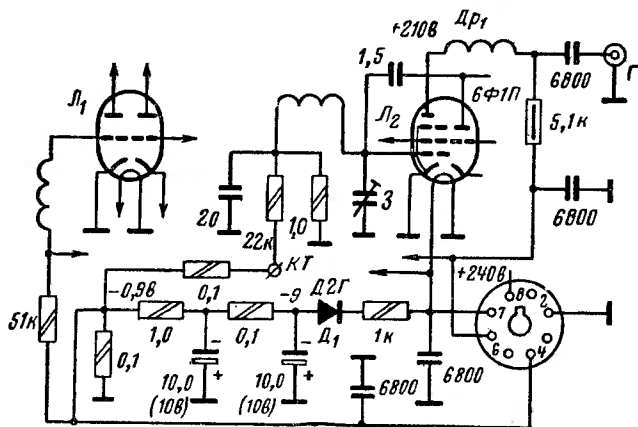 +210В
Др₁
1,5
6800
Г
Л₁
6Ф1П
Л₂
5,1к
20
22к
1,0
3
6800
КТ
+240В
-0,9В
0,1
-9
Д2Г
8
2
7
51к
1,0
0,1
Д₁
1к
6
4
0,1
-
-
+
+
10,0
(10В)
10,0
(10В)
6800
6800